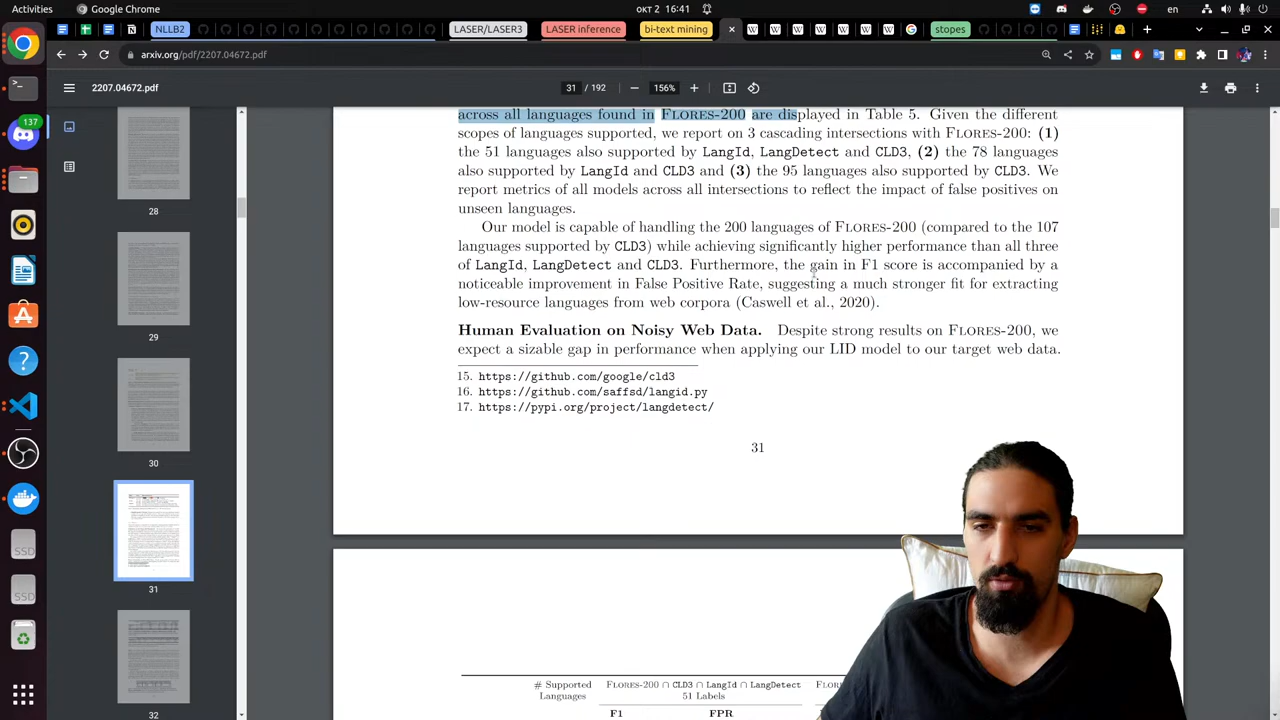 окт 2 16:41
NLLB2
LASER/LASER3
LASER inference
bi-text mining
stopes
arxiv.org/pdf/2207.04672.pdf
2207.04672.pdf
31 / 192
156%
137
28
29
30
31
32
across all languages found in FLORES-200 are displayed in Table 5. Given the different
scopes of languages supported, we report on 3 cascading intersections with FLORES-200: (1)
the 51 languages also supported by LangId, LangDetect and CLD3, (2) the 78 languages
also supported by LangId and CLD3 and (3) the 95 languages also supported by CLD3. We
report metrics of all models across all intersections to reflect the impact of false positives on
unseen languages.
Our model is capable of handling the 200 languages of FLORES-200 (compared to the 107
languages supported by CLD3) while achieving significantly higher performance than all three
of LangId, LangDetect and CLD3. Furthermore, the gain in F1 score is accompanied by a
noticeable improvement in False Positive Rate, suggesting a much stronger fit for extracting
low-resource languages from web corpora (Caswell et al., 2020).
Human Evaluation on Noisy Web Data. Despite strong results on FLORES-200, we
expect a sizable gap in performance when applying our LID model to our target web data.
15. https://github.com/google/cld3
16. https://github.com/saffsd/langid.py
17. https://pypi.org/project/langdetect/
31
# Supported
Languages
FLORES-200 ∩ CLD3 ∩ LangId ∩ LangDetect
51 Labels
F1 FPR